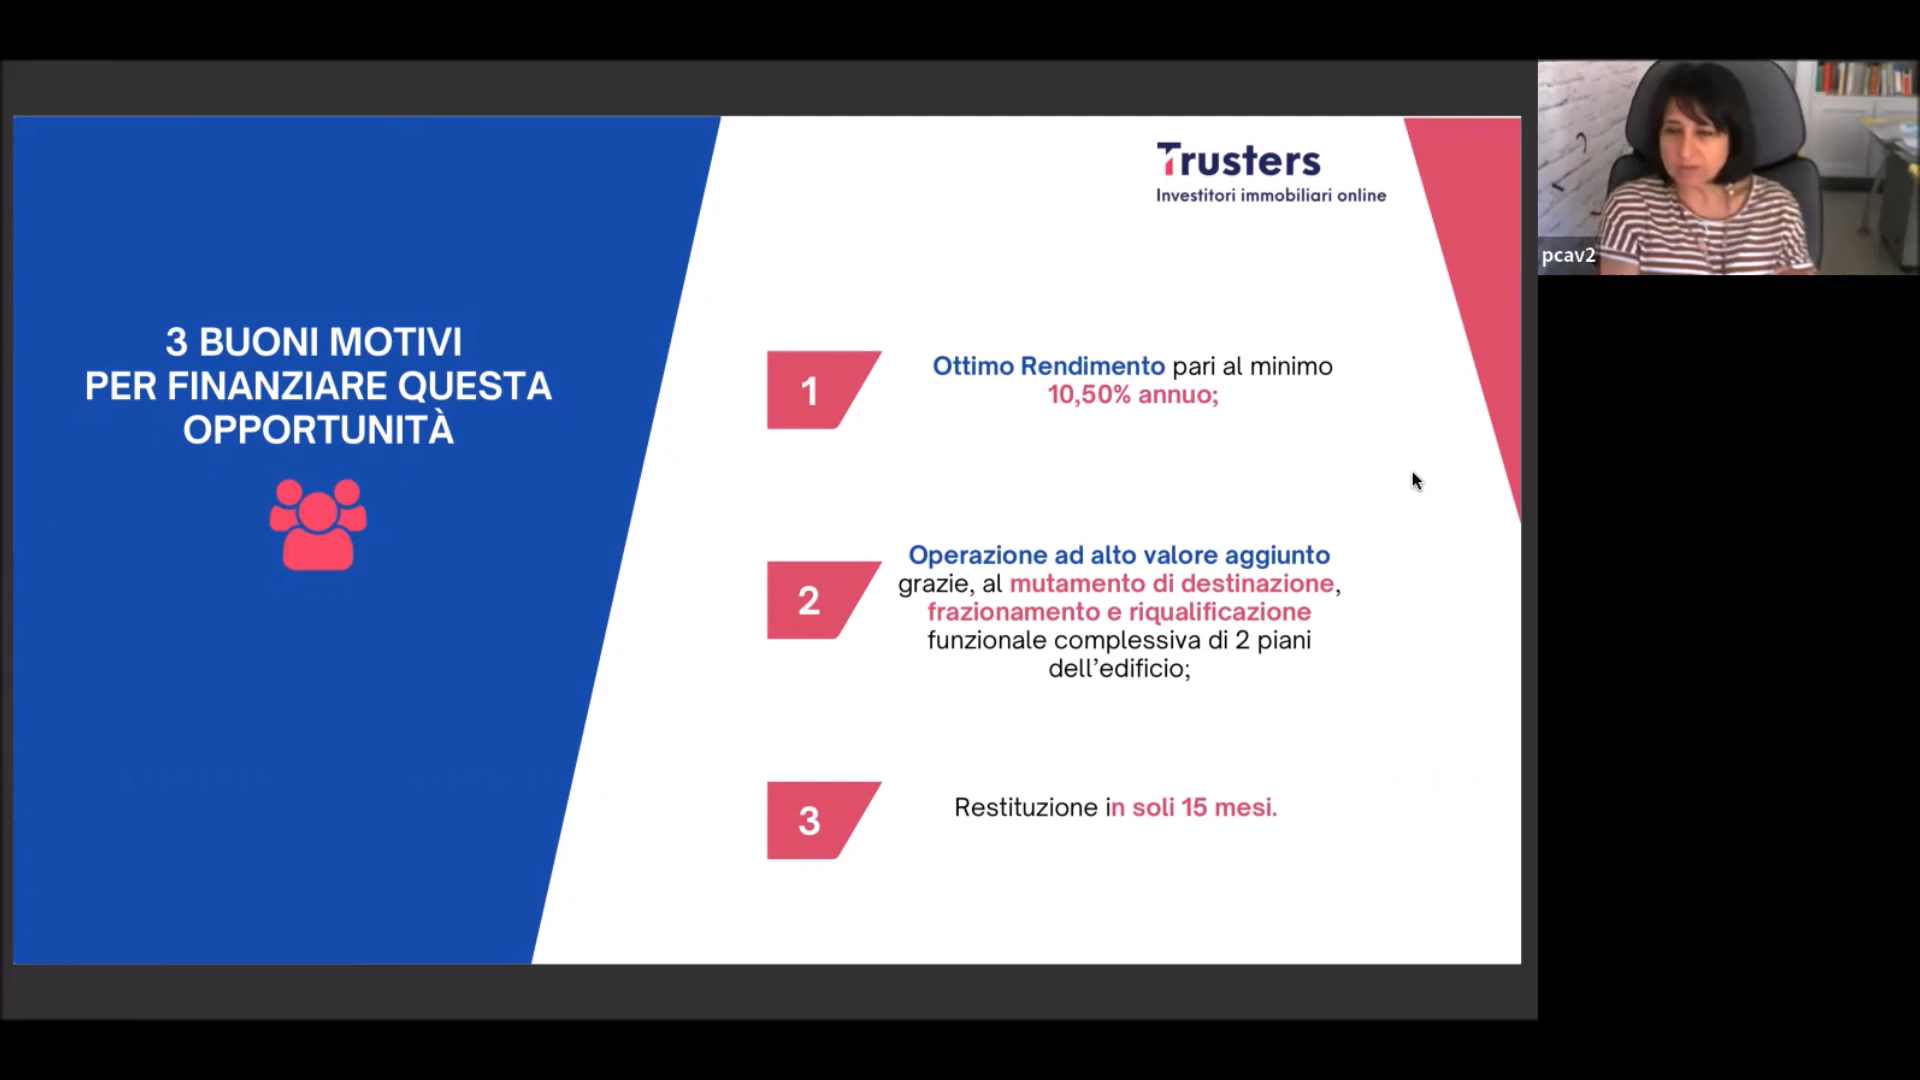 Trusters
Investitori immobiliari online
pcav2
3 BUONI MOTIVI
PER FINANZIARE QUESTA
OPPORTUNITÀ
1
Ottimo Rendimento pari al minimo
10,50% annuo;
2
Operazione ad alto valore aggiunto
grazie, al mutamento di destinazione,
frazionamento e riqualificazione
funzionale complessiva di 2 piani
dell’edificio;
3
Restituzione in soli 15 mesi.